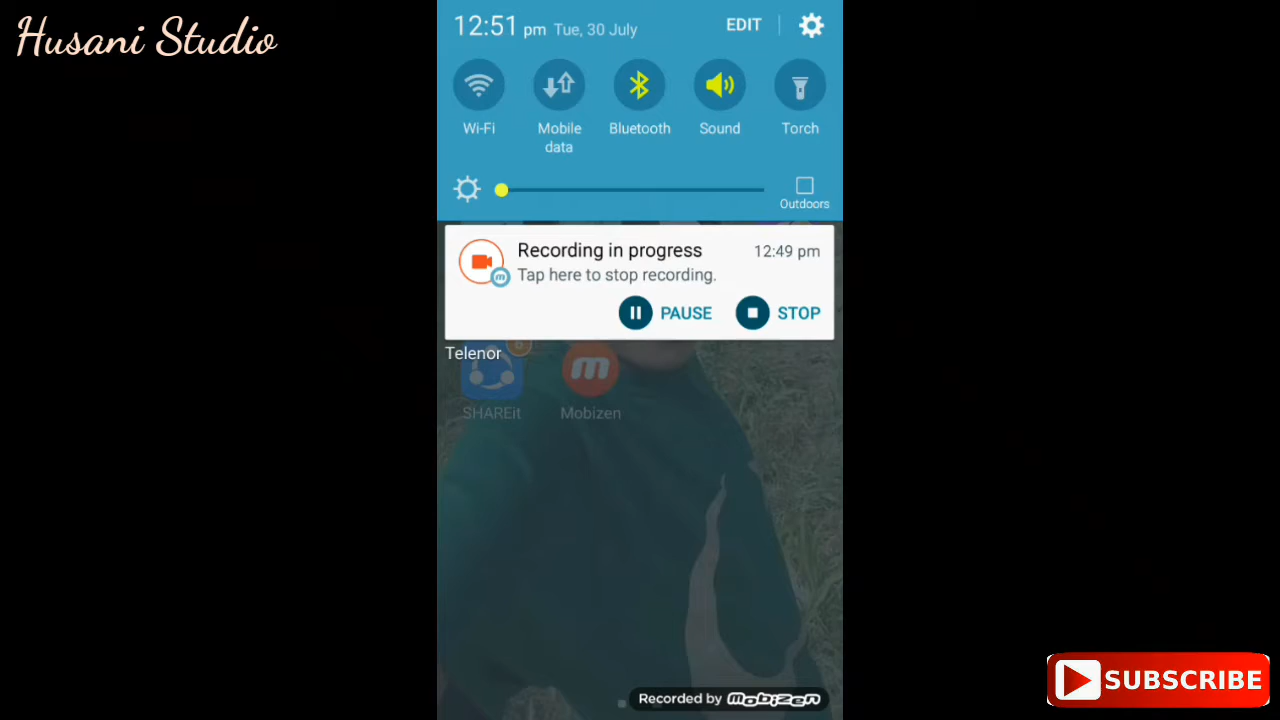 Husani Studio
12:51 pm Tue, 30 July
EDIT
Wi-Fi
Mobile data
Bluetooth
Sound
Torch
Outdoors
Recording in progress
12:49 pm
Tap here to stop recording.
PAUSE
STOP
Telenor
6
SHAREit
Mobizen
Recorded by mobizen
SUBSCRIBE